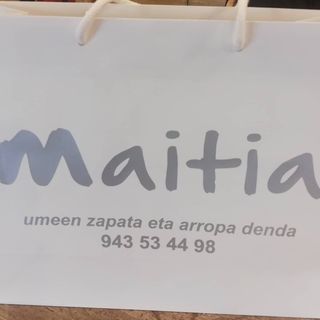 Maitia
umeen zapata eta arropa denda
943 53 44 98